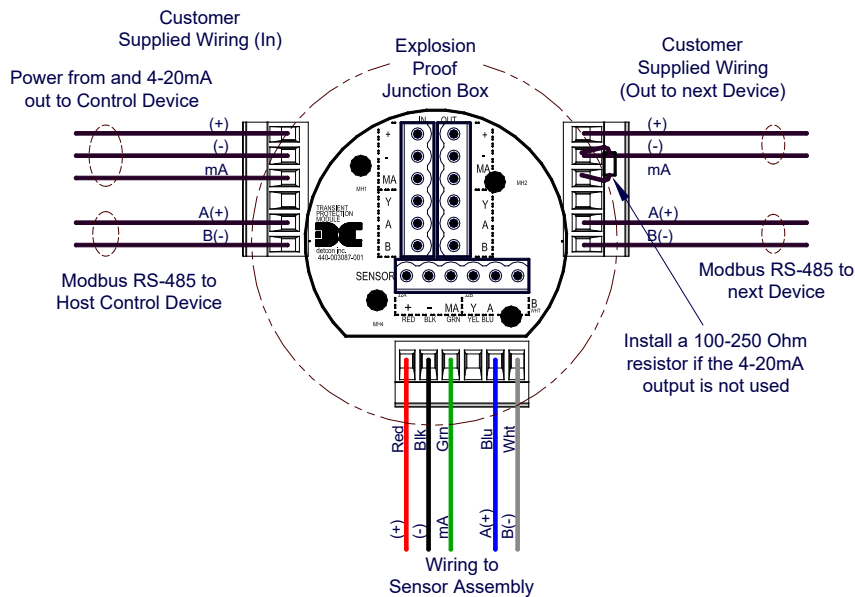 Customer
Supplied Wiring (In)
Power from and 4-20mA
out to Control Device
(+)
(-)
mA
A(+)
B(-)
Modbus RS-485 to
Host Control Device
Explosion
Proof
Junction Box
IN OUT
+ +
- -
MA MA
Y Y
A A
B B
MH1
MH2
TRANSIENT
PROTECTION
MODULE
detcon inc.
440-003087-001
SENSOR
J2A J2B
+ - MA Y A B
RED BLK GRN YEL BLU WHT
MH4
Customer
Supplied Wiring
(Out to next Device)
(+)
(-)
mA
A(+)
B(-)
Modbus RS-485 to
next Device
Install a 100-250 Ohm
resistor if the 4-20mA
output is not used
Red Blk Grn Blu Wht
(+) (-) mA A(+) B(-)
Wiring to
Sensor Assembly